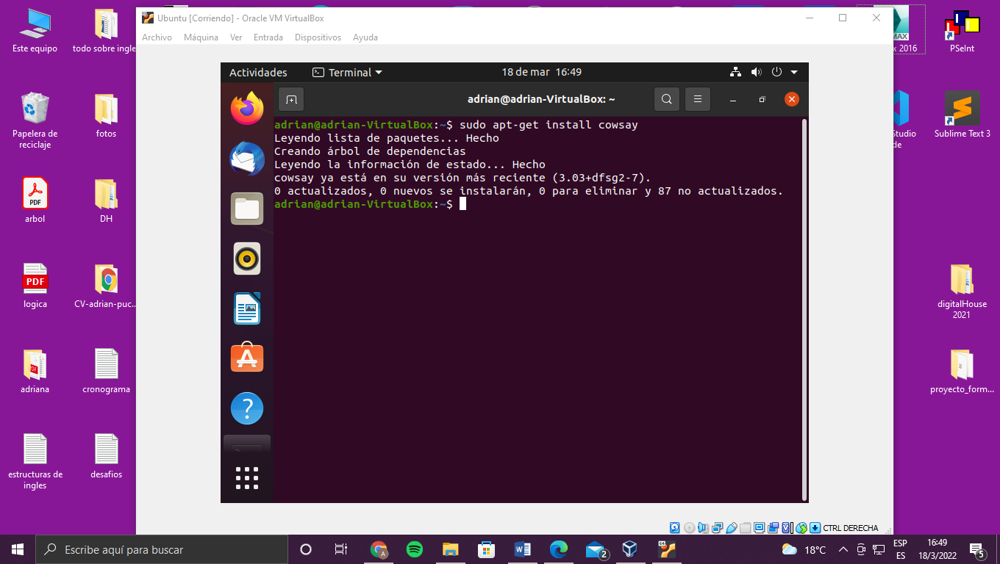 Ubuntu [Corriendo] - Oracle VM VirtualBox
Archivo Máquina Ver Entrada Dispositivos Ayuda
Actividades Terminal 18 de mar 16:49
adrian@adrian-VirtualBox: ~
adrian@adrian-VirtualBox:~$ sudo apt-get install cowsay
Leyendo lista de paquetes... Hecho
Creando árbol de dependencias
Leyendo la información de estado... Hecho
cowsay ya está en su versión más reciente (3.03+dfsg2-7).
0 actualizados, 0 nuevos se instalarán, 0 para eliminar y 87 no actualizados.
adrian@adrian-VirtualBox:~$
CTRL DERECHA
Este equipo
todo sobre ingle
Papelera de
reciclaje
fotos
PDF
arbol
DH
PDF
logica
CV-adrian-puc...
PDF
adriana
cronograma
estructuras de
ingles
desafios
MAX
x 2016
PSeInt
Studio
de
Sublime Text 3
digitalHouse
2021
proyecto_form...
Escribe aquí para buscar
A
2
18°C
ESP
ES
16:49
18/3/2022
5